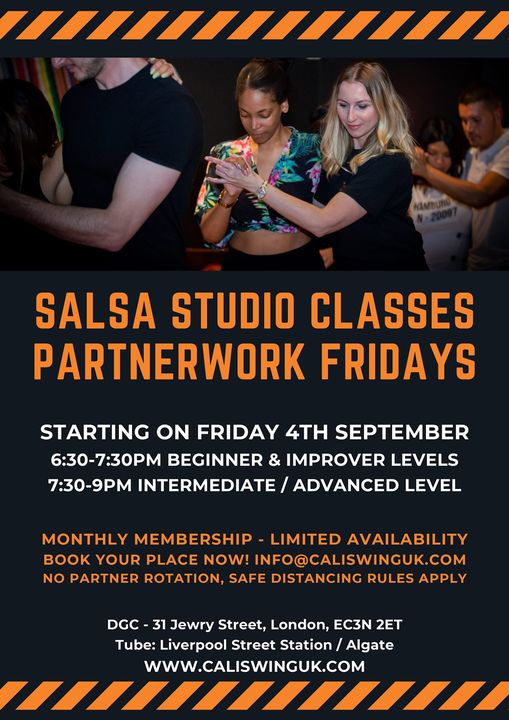 HAMBURG
N - 2009T
SALSA STUDIO CLASSES
PARTNERWORK FRIDAYS
STARTING ON FRIDAY 4TH SEPTEMBER
6:30-7:30PM BEGINNER & IMPROVER LEVELS
7:30-9PM INTERMEDIATE / ADVANCED LEVEL
MONTHLY MEMBERSHIP - LIMITED AVAILABILITY
BOOK YOUR PLACE NOW! INFO@CALISWINGUK.COM
NO PARTNER ROTATION, SAFE DISTANCING RULES APPLY
DGC - 31 Jewry Street, London, EC3N 2ET
Tube: Liverpool Street Station / Algate
WWW.CALISWINGUK.COM